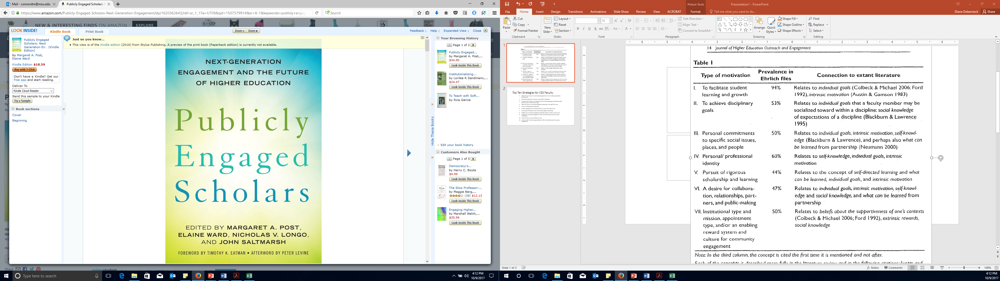 Mail - connordm@msu.edu
Publicly Engaged Scholars:
https://www.amazon.com/Publicly-Engaged-Scholars-Next-Generation-Engagement/dp/1620362643/ref=sr_1_1?ie=UTF8&qid=1507579914&sr=8-1&keywords=publicly+engag
Search
NEW & INTERESTING FINDS ON AMAZON EXPLORE
LOOK INSIDE!
Kindle Book
Print Book
Zoom −
Zoom +
Feedback | Help | Expanded View | Close
Publicly Engaged
Scholars: Next
Generation En... (Kindle
Edition)
by Margaret A. Post,
Elaine Ward
Kindle Edition $18.59
Buy with 1-Click
Don't have a Kindle? Get our
free app and start reading.
Deliver To
Kindle Cloud Reader
Send this sample to your Kindle
Try a Sample
Book sections
Cover
Beginning
Just so you know...
• This view is of the Kindle edition (2016) from Stylus Publishing. A preview of the print book (Paperback edition) is currently not available.
NEXT-GENERATION
ENGAGEMENT AND THE FUTURE
OF HIGHER EDUCATION
Publicly
Engaged
Scholars
EDITED BY MARGARET A. POST,
ELAINE WARD, NICHOLAS V. LONGO,
AND JOHN SALTMARSH
FOREWORD BY TIMOTHY K. EATMAN • AFTERWORD BY PETER LEVINE
Hide These Books
Your Browsing History
Page 1 of 2
Publicly Engaged...
by Margaret A. Post,...
$34.90
Look Inside This Book
Institutionalizing...
by Lorilee R Sandmann,...
$24.47
Look Inside This Book
To Teach with Soft...
by Rica Garcia
> Edit your book history
Customers Also Bought
Page 1 of 5
Democracy's...
by Harry C. Boyte
$9.99
Look Inside This Book
The Slow Professor:...
by Maggie Berg,...
(38) $12.13
Look Inside This Book
Engaging Higher...
by Marshall Welch,...
$35.99
Look Inside This Book
Share
Type here to search
4:12 PM
10/9/2017
Picture Tools
Presentation1 - PowerPoint
File Home Insert Design Transitions Animations Slide Show Review View ACROBAT Format Tell me what you want to do...
Diane Doberneck Share
Paste
Cut
Copy
Format Painter
Clipboard
New
Slide
Layout
Reset
Section
Slides
18
Font
Text Direction
Align Text
Convert to SmartArt
Paragraph
Arrange
Quick
Styles
Shape Fill
Shape Outline
Shape Effects
Drawing
Find
Replace
Select
Editing
1
2
Top Ten Strategies for CES Faculty
14 Journal of Higher Education Outreach and Engagement
Table 1
Type of motivation Prevalence in Ehrlich files Connection to extant literature
I. To facilitate student 94% Relates to individual goals (Colbeck & Michael 2006; Ford
learning and growth 1992), intrinsic motivation (Austin & Gamson 1983)
II. To achieve disciplinary 53% Relates to individual goals that a faculty member may be
goals socialized toward within a discipline; social knowledge
of expectations of a discipline (Blackburn & Lawrence
1995)
III. Personal commitments 50% Relates to individual goals, intrinsic motivation, self-knowl-
to specific social issues, edge (Blackburn & Lawrence), and perhaps also what can
places, and people be learned from partnership (Neumann 2000)
IV. Personal/ professional 60% Relates to self-knowledge, individual goals, intrinsic
identity motivation
V. Pursuit of rigorous 44% Relates to the concept of self-directed learning and what
scholarship and learning can be learned, individual goals, and intrinsic motivation
VI. A desire for collabora- 47% Relates to individual goals, intrinsic motivation, self-knowl-
tion, relationships, part- edge and social knowledge, and what can be learned from
ners, and public-making partnership
VII. Institutional type and 50% Relates to beliefs about the supportiveness of one's contexts
mission, appointment (Colbeck & Michael 2006; Ford 1992), extrinsic rewards,
type, and/or an enabling social knowledge
reward system and
culture for community
engagement
Note: In the third column, the concept is cited the first time it is mentioned and not after.
Slide 1 of 2
Notes
Comments
100%
4:12 PM
10/9/2017